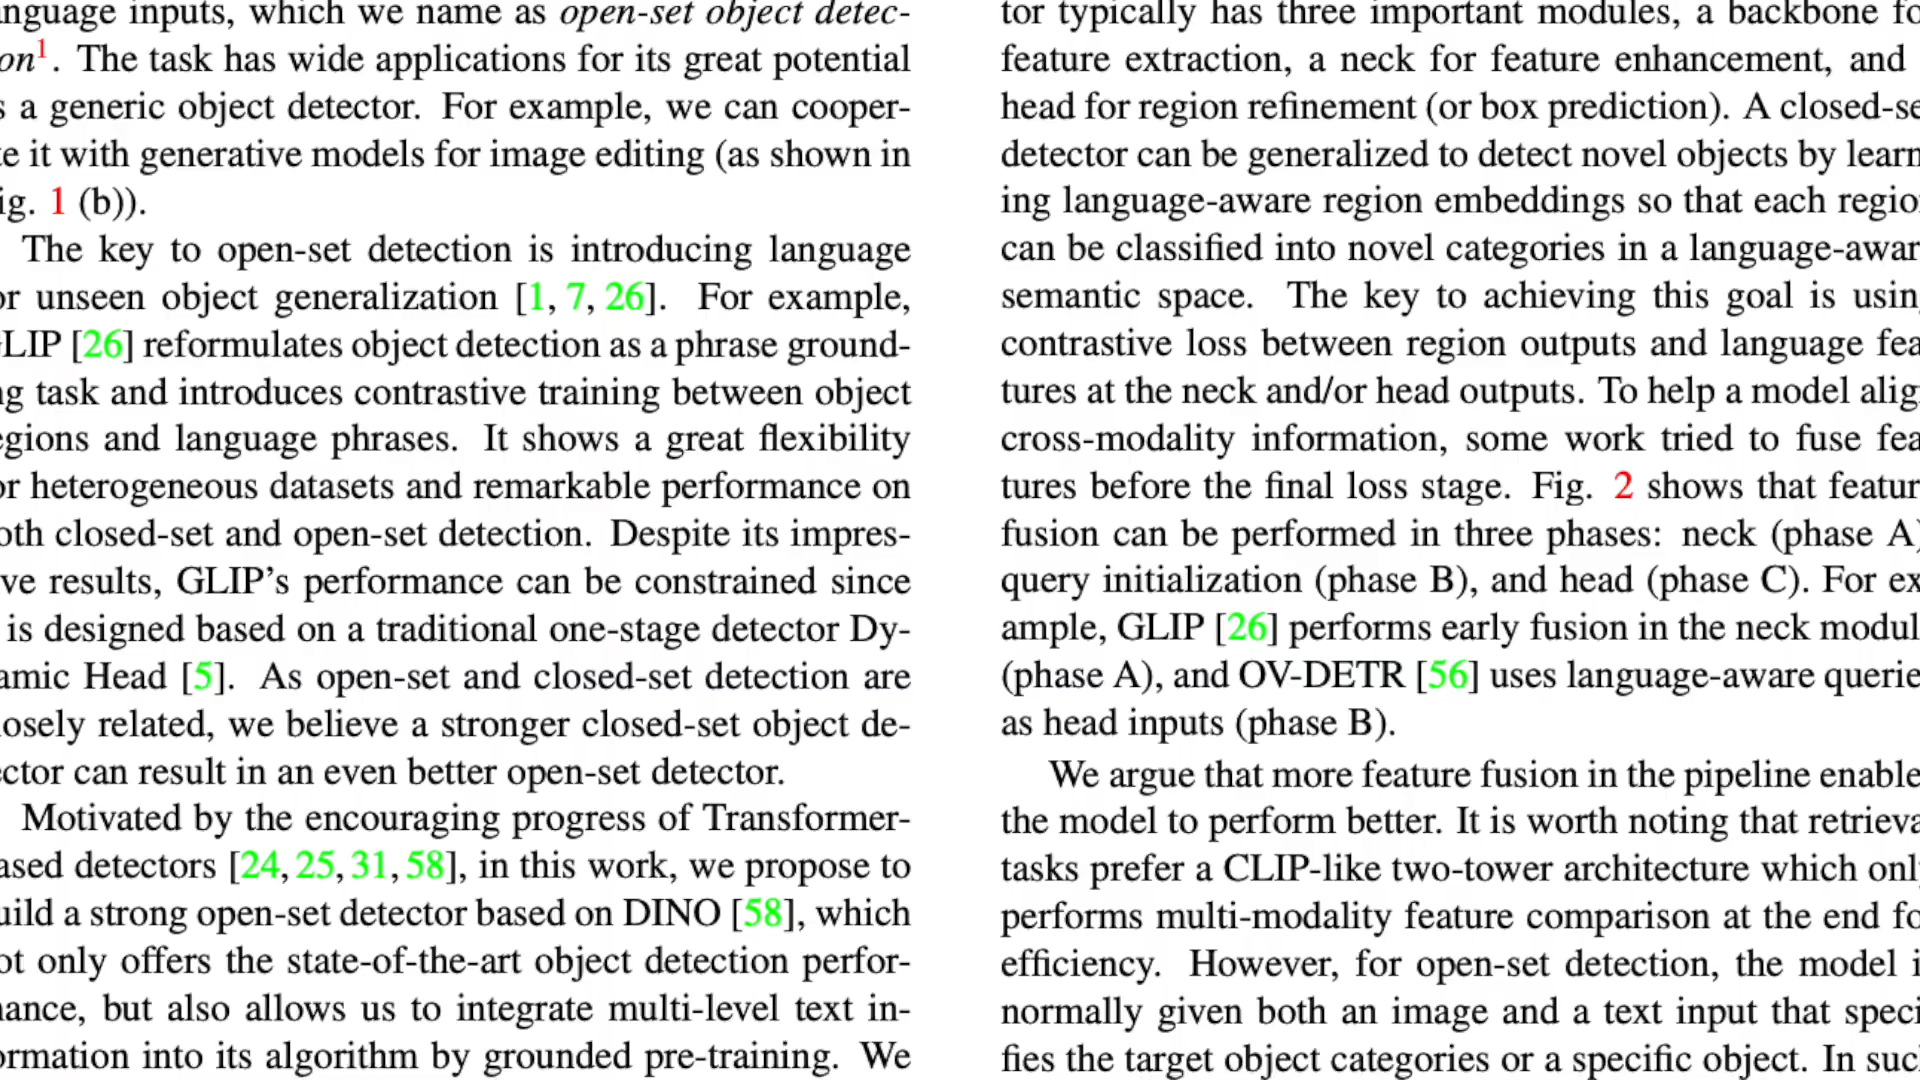 nguage inputs, which we name as open-set object detec-
on1. The task has wide applications for its great potential
s a generic object detector. For example, we can cooper-
te it with generative models for image editing (as shown in
ig. 1 (b)).
The key to open-set detection is introducing language
or unseen object generalization [1, 7, 26]. For example,
LIP [26] reformulates object detection as a phrase ground-
ng task and introduces contrastive training between object
egions and language phrases. It shows a great flexibility
or heterogeneous datasets and remarkable performance on
oth closed-set and open-set detection. Despite its impres-
ve results, GLIP's performance can be constrained since
is designed based on a traditional one-stage detector Dy-
amic Head [5]. As open-set and closed-set detection are
losely related, we believe a stronger closed-set object de-
ector can result in an even better open-set detector.
Motivated by the encouraging progress of Transformer-
ased detectors [24, 25, 31, 58], in this work, we propose to
uild a strong open-set detector based on DINO [58], which
ot only offers the state-of-the-art object detection perfor-
ance, but also allows us to integrate multi-level text in-
ormation into its algorithm by grounded pre-training. We
tor typically has three important modules, a backbone fo
feature extraction, a neck for feature enhancement, and
head for region refinement (or box prediction). A closed-se
detector can be generalized to detect novel objects by learn
ing language-aware region embeddings so that each regio
can be classified into novel categories in a language-awar
semantic space. The key to achieving this goal is usin
contrastive loss between region outputs and language fea
tures at the neck and/or head outputs. To help a model alig
cross-modality information, some work tried to fuse fea
tures before the final loss stage. Fig. 2 shows that featur
fusion can be performed in three phases: neck (phase A)
query initialization (phase B), and head (phase C). For ex
ample, GLIP [26] performs early fusion in the neck modul
(phase A), and OV-DETR [56] uses language-aware querie
as head inputs (phase B).
We argue that more feature fusion in the pipeline enable
the model to perform better. It is worth noting that retrieva
tasks prefer a CLIP-like two-tower architecture which onl
performs multi-modality feature comparison at the end fo
efficiency. However, for open-set detection, the model i
normally given both an image and a text input that speci
fies the target object categories or a specific object. In suc